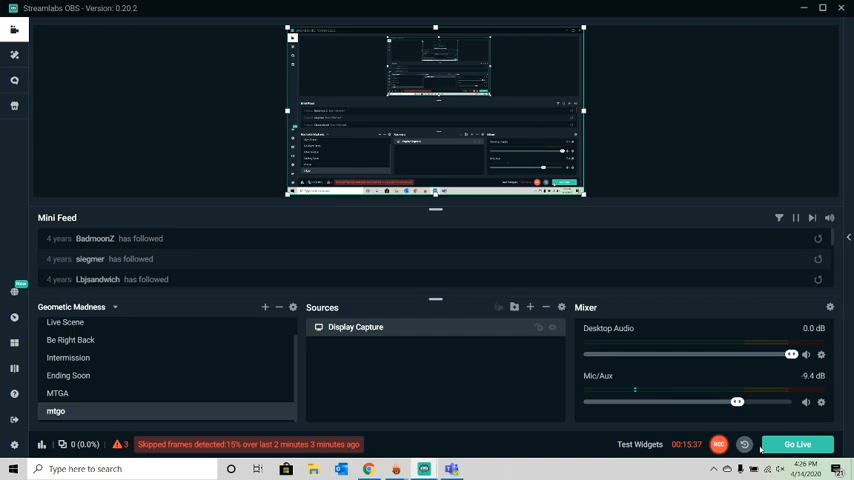 Streamlabs OBS - Version: 0.20.2
Mini Feed
4 years BadmoonZ has followed
4 years siegmer has followed
4 years Lbjsandwich has followed
New
Geometic Madness
Live Scene
Be Right Back
Intermission
Ending Soon
MTGA
mtgo
Sources
Display Capture
Mixer
Desktop Audio 0.0 dB
Mic/Aux -9.4 dB
0 (0.0%) 3 Skipped frames detected:15% over last 2 minutes 3 minutes ago
Test Widgets 00:15:37 REC Go Live
Type here to search
4:26 PM
4/14/2020
21